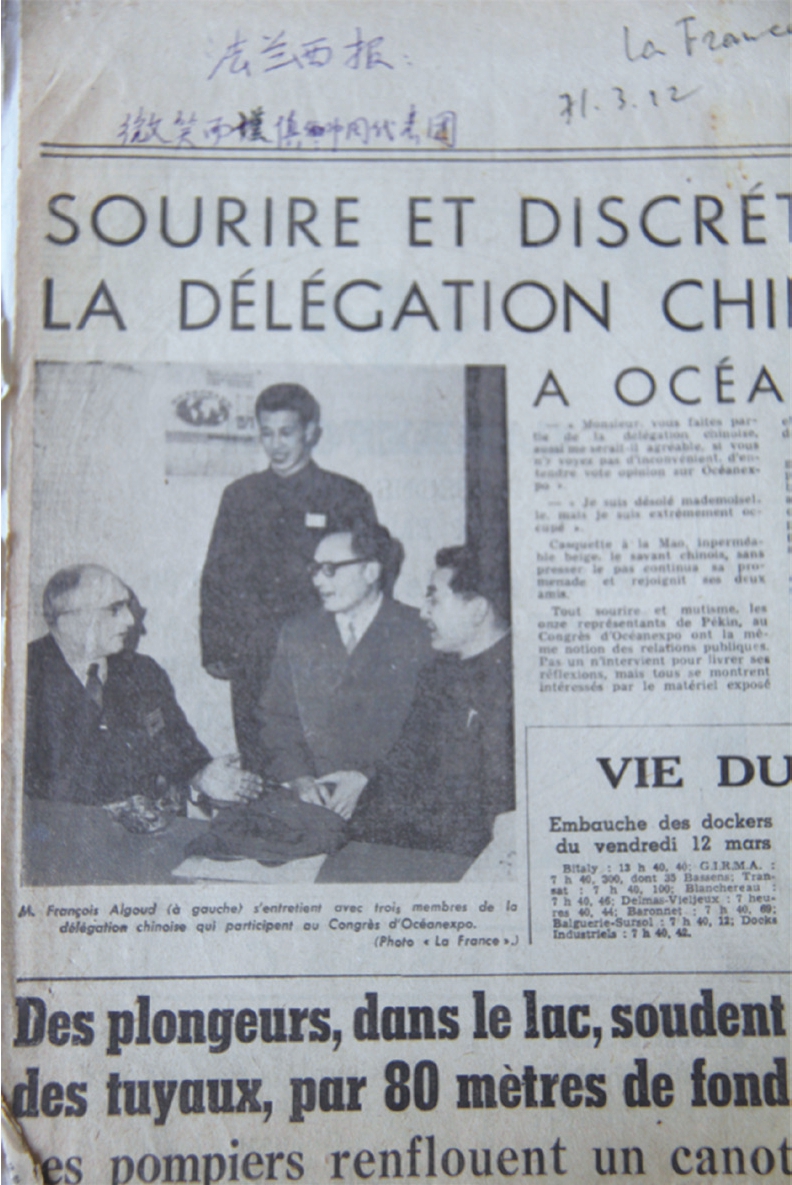 法兰西报:
La France
71.3.12
微笑而谨慎的中国代表团
SOURIRE ET DISCRÉT
LA DÉLÉGATION CHI
A OCÉA
— « Monsieur, vous faites par-
tie de la délégation chinoise,
aussi me serait-il agréable, si vous
n'y voyez pas d'inconvénient, d'en-
tendre vote opinion sur Océanex-
po ».
— « Je suis désolé mademoisel-
le, mais je suis extrêmement oc-
cupé ».
Casquette à la Mao, inperméa-
ble beige, le savant chinois, sans
presser le pas continua sa pro-
menade et rejoignit ses deux
amis.
Tout sourire et mutisme, les
onze représentants de Pékin, au
Congrès d'Océanexpo ont la mê-
me notion des relations publiques.
Pas un n'intervient pour livrer ses
réflexions, mais tous se montrent
intéressés par le matériel exposé
M. François Algoud (à gauche) s'entretient avec trois membres de la
délégation chinoise qui participent au Congrès d'Océanexpo.
(Photo « La France ».)
VIE DU
Embauche des dockers
du vendredi 12 mars
Bitaly : 13 h 40, 40; G.I.R.M.A. :
7 h 40, 300, dont 35 Bassens; Tran-
sat : 7 h 40, 100; Blanchereau :
7 h 40, 46; Delmas-Vieljeux : 7 heu-
res 40, 44; Baronnet : 7 h 40, 69;
Balguerie-Sursol : 7 h 40, 12; Docks
Industriels : 7 h 40, 42.
Des plongeurs, dans le lac, soudent
des tuyaux, par 80 mètres de fond
es pompiers renflouent un canot